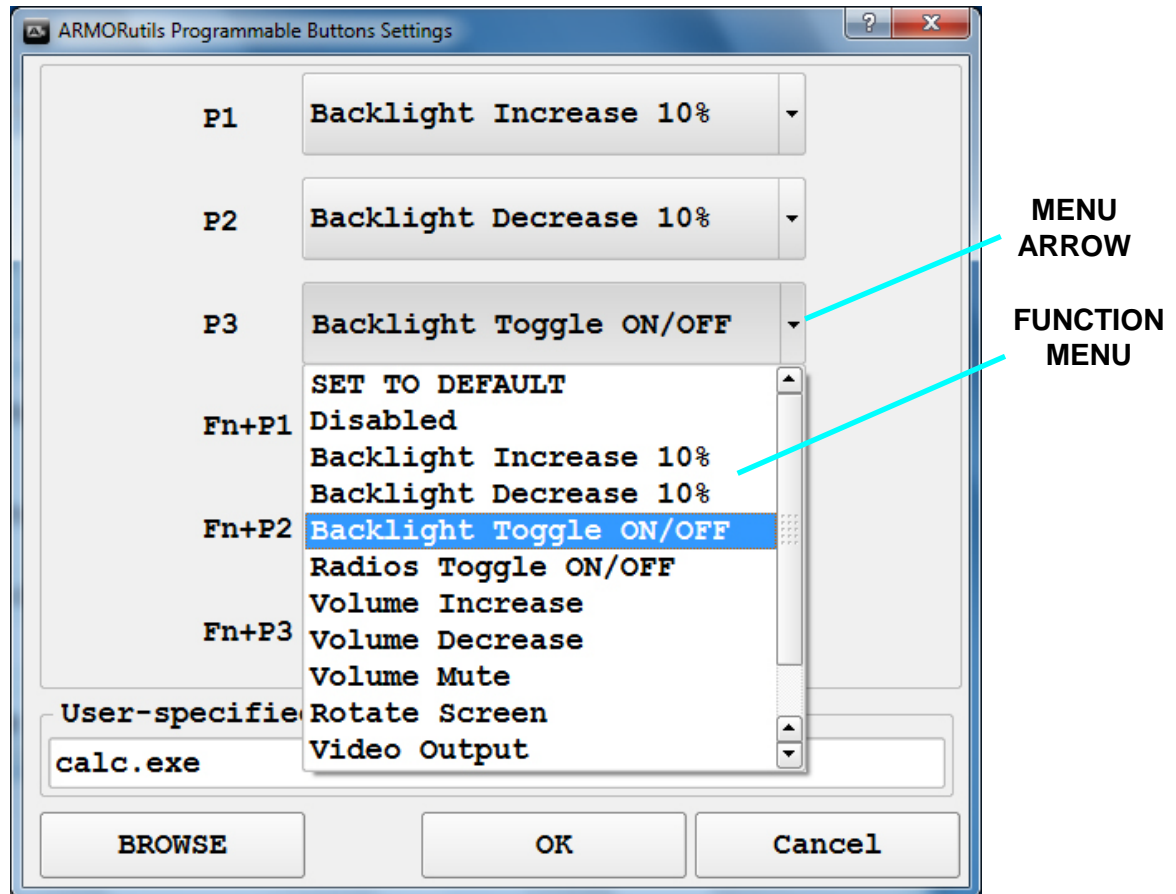 ARMORutils Programmable Buttons Settings
P1 Backlight Increase 10%
P2 Backlight Decrease 10%
MENU
ARROW
P3 Backlight Toggle ON/OFF
FUNCTION
MENU
SET TO DEFAULT
Fn+P1 Disabled
Backlight Increase 10%
Backlight Decrease 10%
Fn+P2 Backlight Toggle ON/OFF
Radios Toggle ON/OFF
Volume Increase
Fn+P3 Volume Decrease
Volume Mute
User-specifie Rotate Screen
Video Output
calc.exe
BROWSE OK Cancel